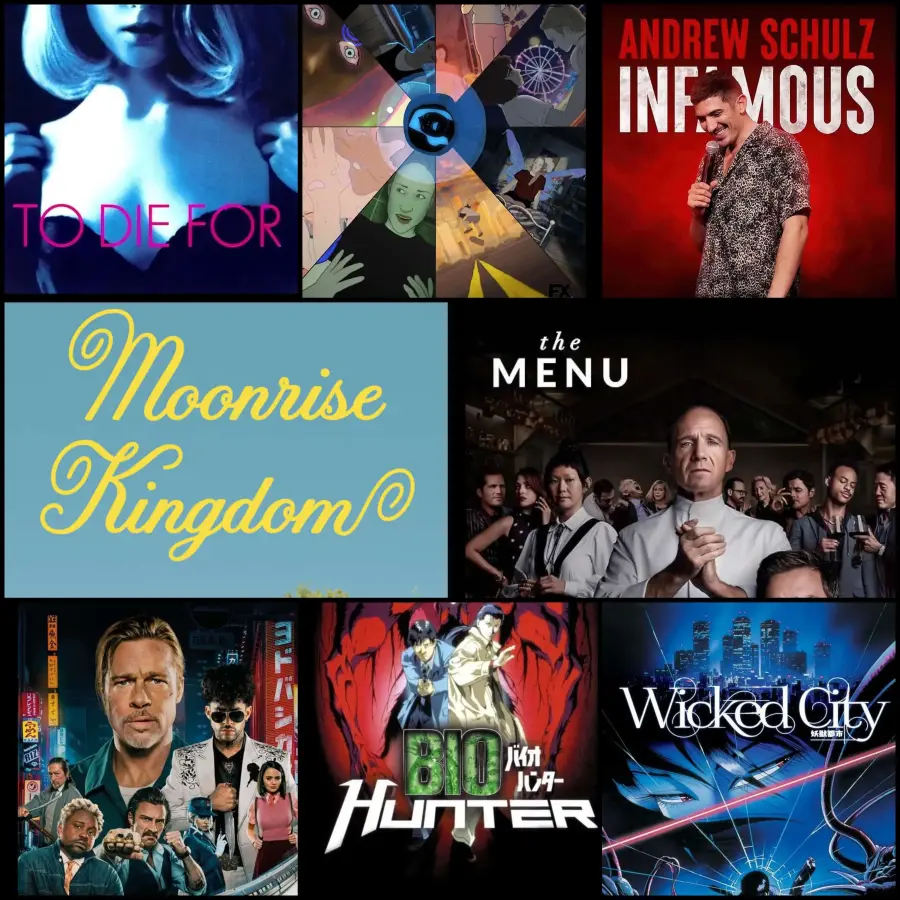 TO DIE FOR
FX
ANDREW SCHULZ
INFAMOUS
Moonrise
Kingdom
the
MENU
ヨドバシカ
BIO
バイオ
ハンター
HUNTER
Wicked City
妖獣都市